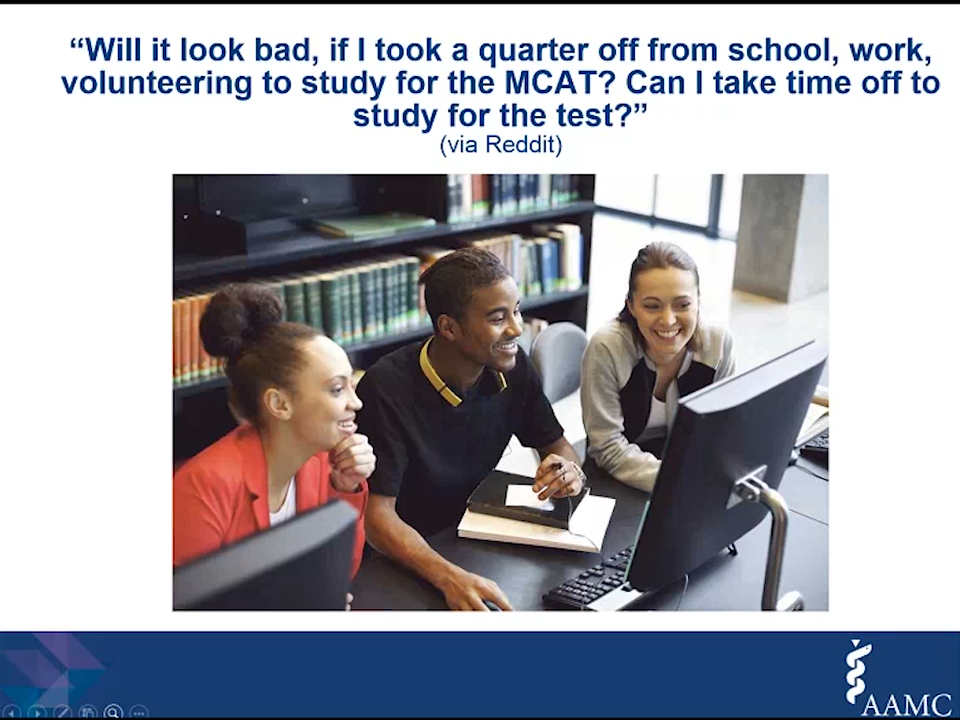 “Will it look bad, if I took a quarter off from school, work,
volunteering to study for the MCAT? Can I take time off to
study for the test?”
(via Reddit)
AAMC